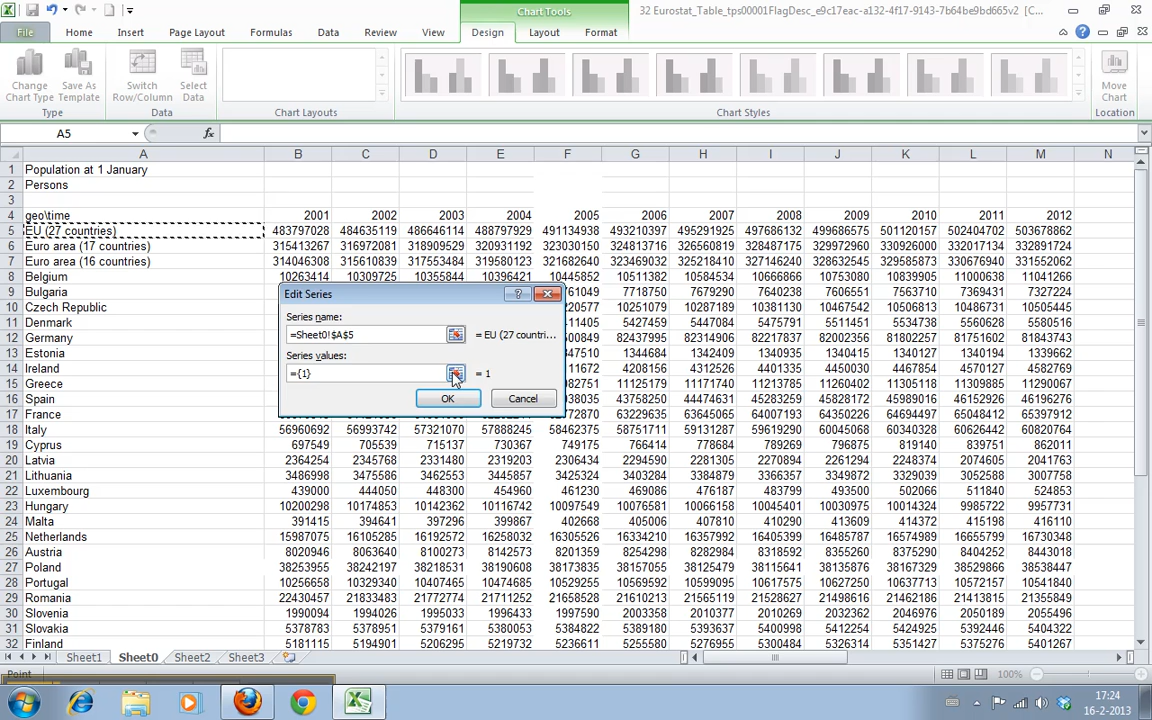 Chart Tools
32 Eurostat_Table_tps00001FlagDesc_e9c17eac-a132-4f17-9143-7b64be9bd665v2 [C...
File Home Insert Page Layout Formulas Data Review View Design Layout Format
Change Chart Type
Save As Template
Switch Row/Column
Select Data
Move Chart
Type Data Chart Layouts Chart Styles Location
A5 fx
A B C D E F G H I J K L M N
1 Population at 1 January
2 Persons
3
4 geo\time 2001 2002 2003 2004 2005 2006 2007 2008 2009 2010 2011 2012
5 EU (27 countries) 483797028 484635119 486646114 488797929 491134938 493210397 495291925 497686132 499686575 501120157 502404702 503678862
6 Euro area (17 countries) 315413267 316972081 318909529 320931192 323030150 324813716 326560819 328487175 329972960 330926000 332017134 332891724
7 Euro area (16 countries) 314046308 315610839 317553484 319580123 321682640 323469032 325218410 327146240 328632545 329585873 330676940 331552062
8 Belgium 10263414 10309725 10355844 10396421 10445852 10511382 10584534 10666866 10753080 10839905 11000638 11041266
9 Bulgaria 7718750 7679290 7640238 7606551 7563710 7369431 7327224
10 Czech Republic 10251079 10287189 10381130 10467542 10506813 10486731 10505445
11 Denmark 5427459 5447084 5475791 5511451 5534738 5560628 5580516
12 Germany 82437995 82314906 82217837 82002356 81802257 81751602 81843743
13 Estonia 1344684 1342409 1340935 1340415 1340127 1340194 1339662
14 Ireland 4208156 4312526 4401335 4450030 4467854 4569864 4582769
15 Greece 11125179 11171740 11213785 11260402 11305118 11309885 11290067
16 Spain 43758250 44474631 45283259 45828172 45989016 46152926 46196276
17 France 63229635 63645065 64007193 64350226 64694497 65048412 65397912
18 Italy 56960692 56993742 57321070 57888245 58462375 58751711 59131287 59619290 60045068 60340328 60626442 60820764
19 Cyprus 697549 705539 715137 730367 749175 766414 778684 789269 796875 819140 839751 862011
20 Latvia 2364254 2345768 2331480 2319203 2306434 2294590 2281305 2270894 2261294 2248374 2074605 2041763
21 Lithuania 3486998 3475586 3462553 3445857 3425324 3403284 3384879 3366357 3349872 3329039 3052588 3007758
22 Luxembourg 439000 444050 448300 454960 461230 469086 476187 483799 493500 502066 511840 524853
23 Hungary 10200298 10174853 10142362 10116742 10097549 10076581 10066158 10045401 10030975 10014324 9985722 9957731
24 Malta 391415 394641 397296 399867 402668 405006 407810 410290 413609 414372 415198 416110
25 Netherlands 15987075 16105285 16192572 16258032 16305526 16334210 16357992 16405399 16485787 16574989 16655799 16730348
26 Austria 8020946 8063640 8100273 8142573 8201359 8254298 8282984 8318592 8355260 8375290 8404252 8443018
27 Poland 38253955 38242197 38218531 38190608 38173835 38157055 38125479 38115641 38135876 38167329 38529866 38538447
28 Portugal 10256658 10329340 10407465 10474685 10529255 10569592 10599095 10617575 10627250 10637713 10572157 10541840
29 Romania 22430457 21833483 21772774 21711252 21658528 21610213 21565119 21528627 21498616 21462186 21413815 21355849
30 Slovenia 1990094 1994026 1995033 1996433 1997590 2003358 2010377 2010269 2032362 2046976 2050189 2055496
31 Slovakia 5378783 5378951 5379161 5380053 5384822 5389180 5393637 5400998 5412254 5424925 5392446 5404322
32 Finland 5181115 5194901 5206295 5219732 5236611 5255580 5276955 5300484 5326314 5351427 5375276 5401267
Edit Series
Series name:
=Sheet0!$A$5 = EU (27 countri...
Series values:
={1} = 1
OK Cancel
Sheet1 Sheet0 Sheet2 Sheet3
Point 100%
17:24
16-2-2013